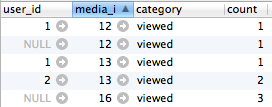 user_id media_i category count
1 12 viewed 1
NULL 12 viewed 1
1 13 viewed 1
2 13 viewed 2
NULL 16 viewed 3